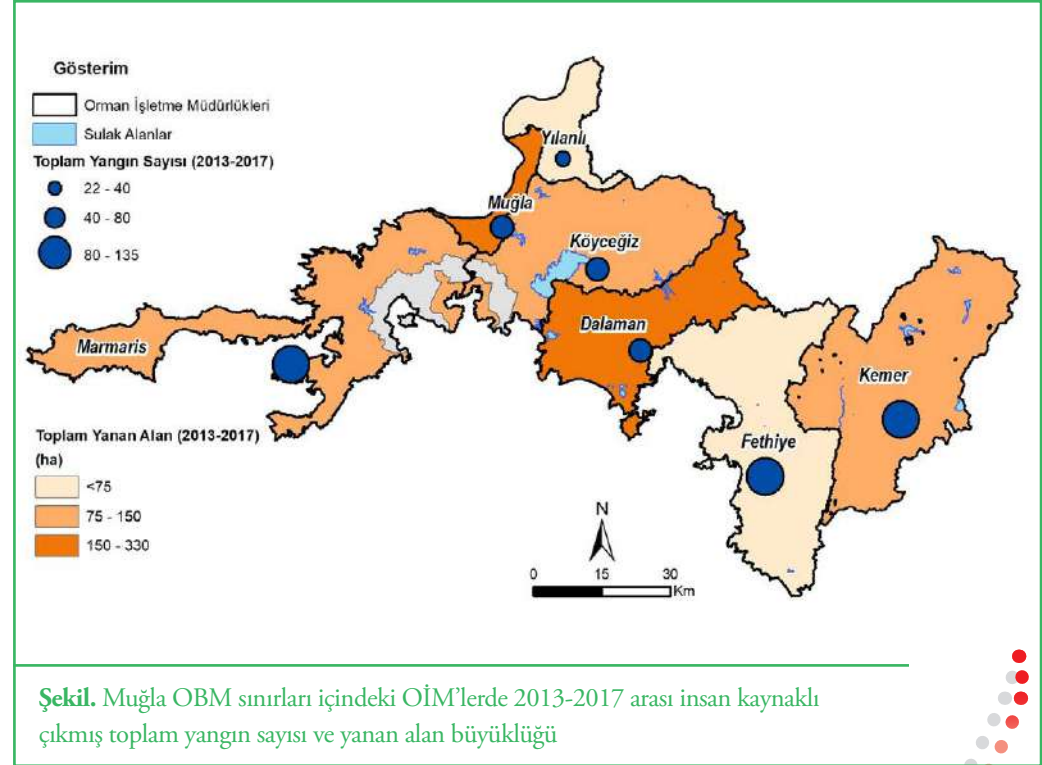 Gösterim
Orman İşletme Müdürlükleri
Sulak Alanlar
Toplam Yangın Sayısı (2013-2017)
22 - 40
40 - 80
80 - 135
Yılanlı
Muğla
Köyceğiz
Dalaman
Marmaris
Kemer
Fethiye
Toplam Yanan Alan (2013-2017)
(ha)
<75
75 - 150
150 - 330
N
0 15 30
Km
Şekil. Muğla OBM sınırları içindeki OİM'lerde 2013-2017 arası insan kaynaklı
çıkmış toplam yangın sayısı ve yanan alan büyüklüğü